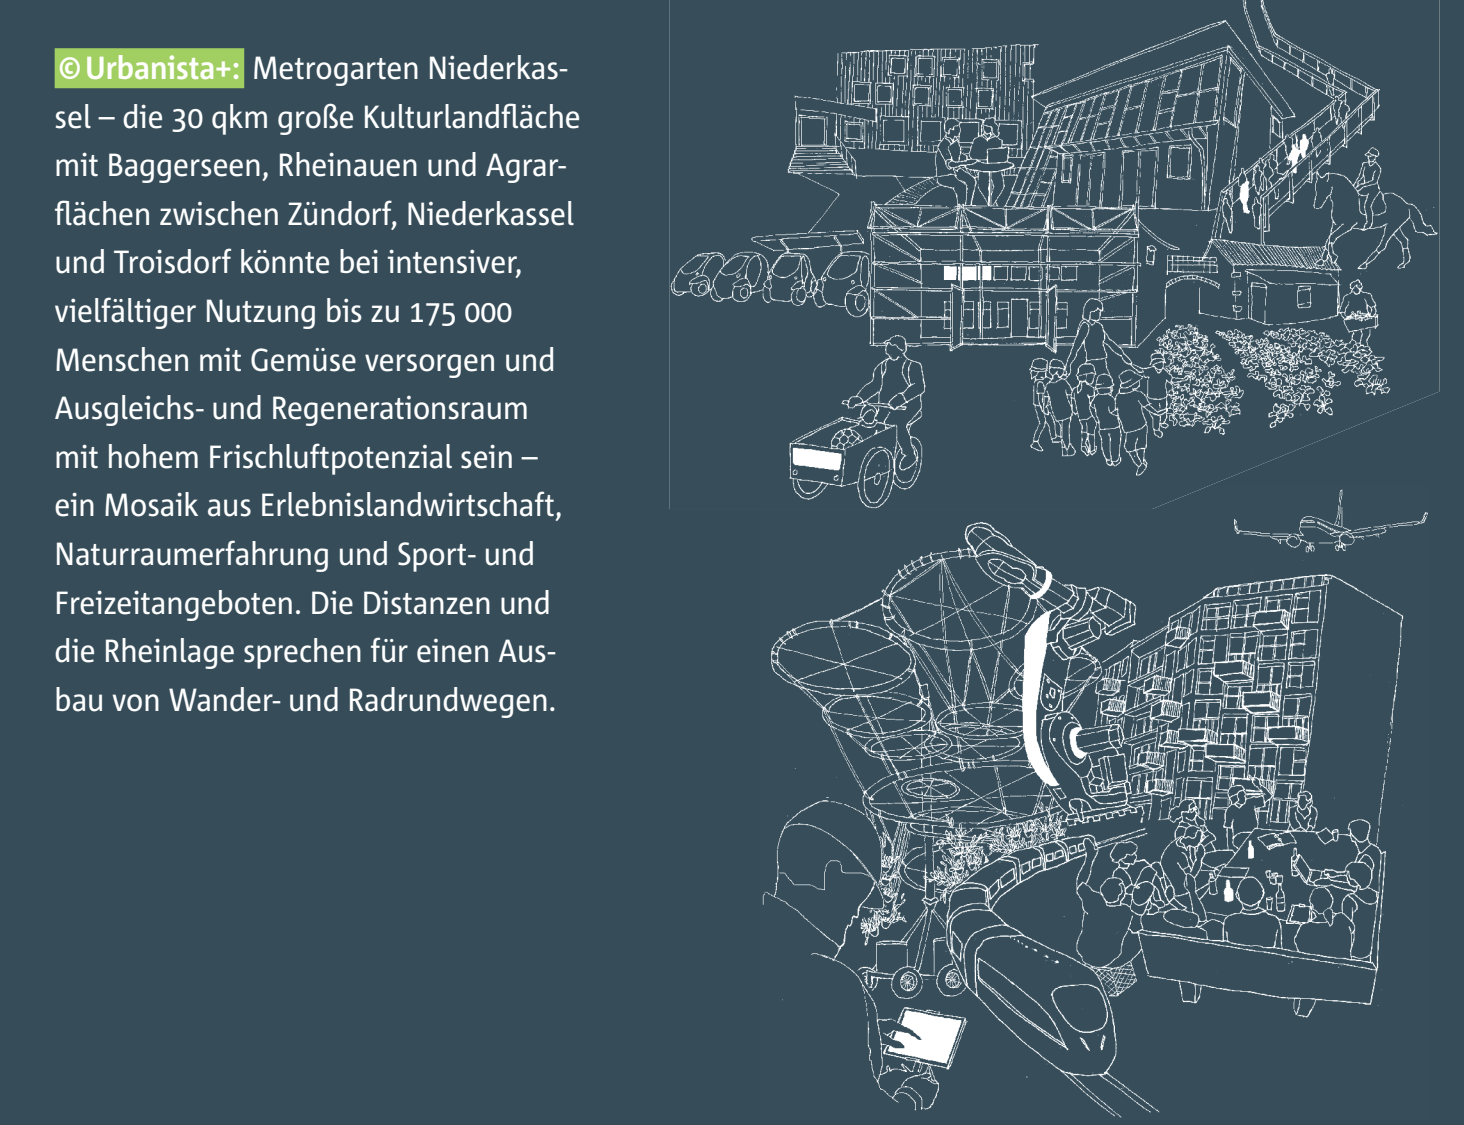 © Urbanista+: Metrogarten Niederkas-
sel – die 30 qkm große Kulturlandfläche
mit Baggerseen, Rheinauen und Agrar-
flächen zwischen Zündorf, Niederkassel
und Troisdorf könnte bei intensiver,
vielfältiger Nutzung bis zu 175 000
Menschen mit Gemüse versorgen und
Ausgleichs- und Regenerationsraum
mit hohem Frischluftpotenzial sein –
ein Mosaik aus Erlebnislandwirtschaft,
Naturraumerfahrung und Sport- und
Freizeitangeboten. Die Distanzen und
die Rheinlage sprechen für einen Aus-
bau von Wander- und Radrundwegen.